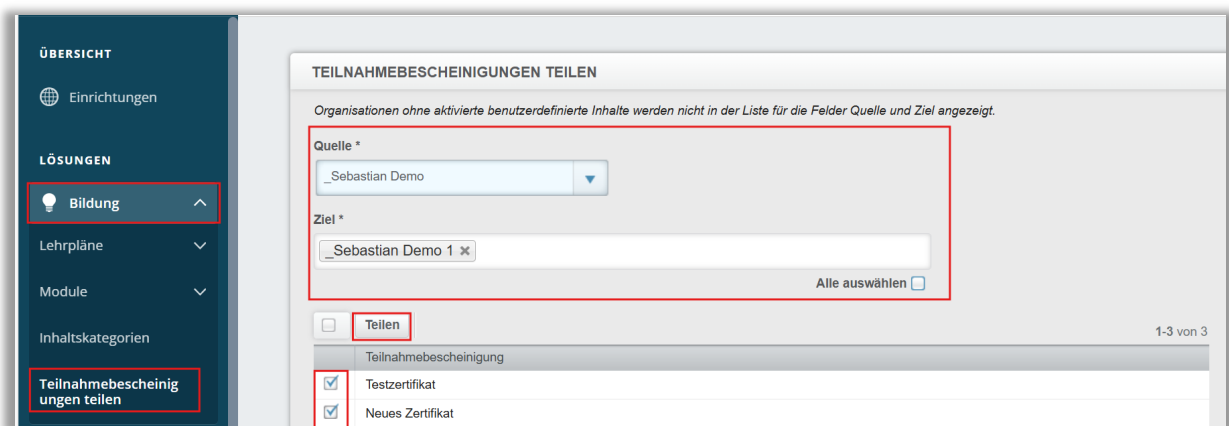 ÜBERSICHT
Einrichtungen
LÖSUNGEN
Bildung
Lehrpläne
Module
Inhaltskategorien
Teilnahmebescheinig
ungen teilen
TEILNAHMEBESCHEINIGUNGEN TEILEN
Organisationen ohne aktivierte benutzerdefinierte Inhalte werden nicht in der Liste für die Felder Quelle und Ziel angezeigt.
Quelle *
_Sebastian Demo
Ziel *
_Sebastian Demo 1 ×
Alle auswählen
Teilen
1-3 von 3
Teilnahmebescheinigung
Testzertifikat
Neues Zertifikat